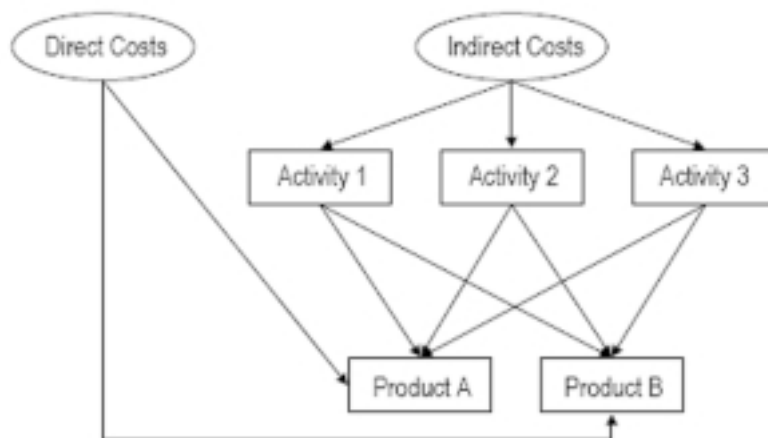 Direct Costs
Indirect Costs
Activity 1
Activity 2
Activity 3
Product A
Product B